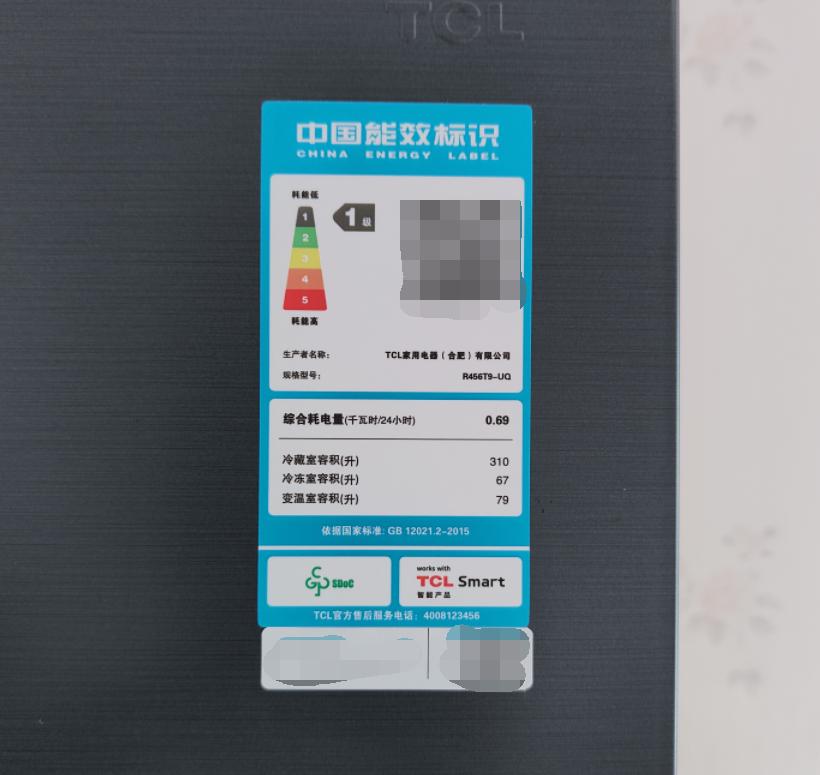 TCL
中国能效标识
CHINA ENERGY LABEL
耗能低
1
1级
2
3
4
5
耗能高
生产者名称: TCL家用电器(合肥)有限公司
规格型号: R456T9-UQ
综合耗电量(千瓦时/24小时) 0.69
冷藏室容积(升) 310
冷冻室容积(升) 67
变温室容积(升) 79
依据国家标准: GB 12021.2-2015
CGP SDoC
works with
TCL Smart
智能产品
TCL官方售后服务电话: 4008123456